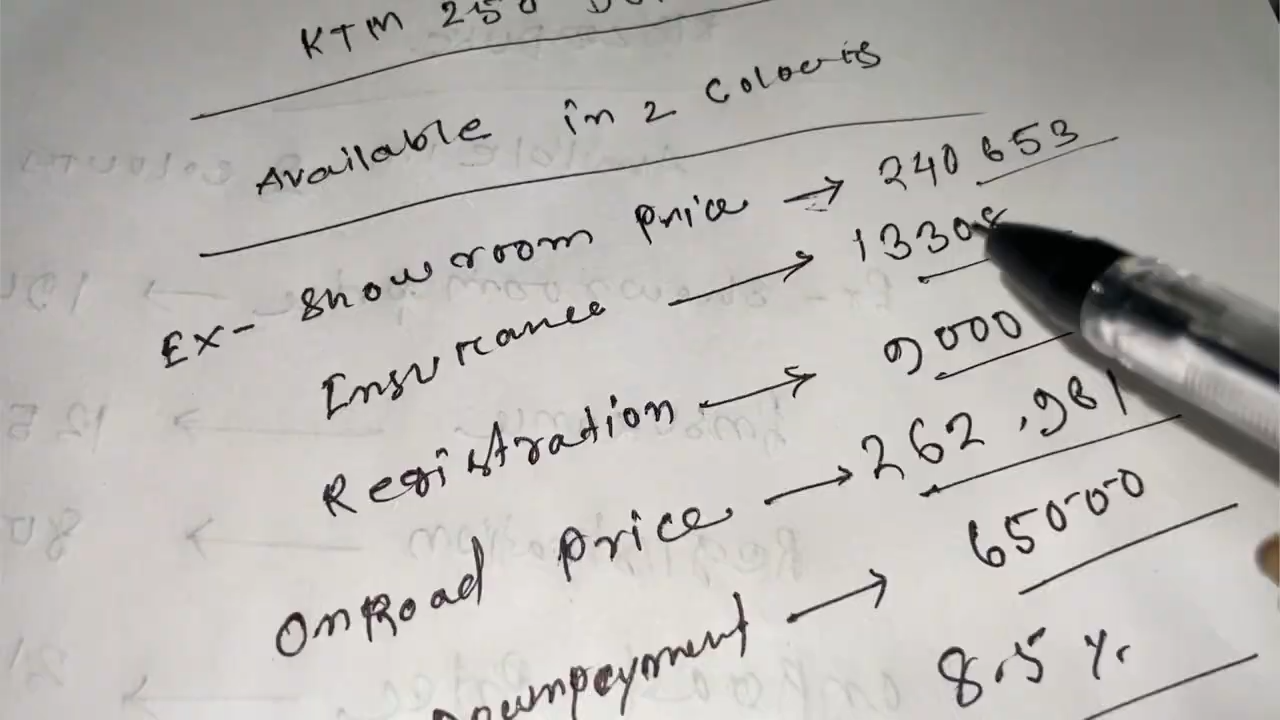 KTM 250
Available in 2 Colours
Ex- Showroom Price → 240653
Insurance → 13308
Registration → 9000
OnRoad Price → 262,981
Downpayment → 65000
8.5 %